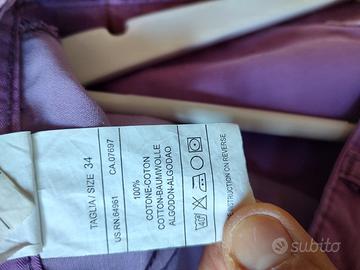 TAGLIA / SIZE 34
US RN.64961 CA.07697
100%
COTONE-COTON
COTTON-BAUMWOLLE
ALGODON-ALGODAO
40°
INSTRUCTION ON REVERSE
subito